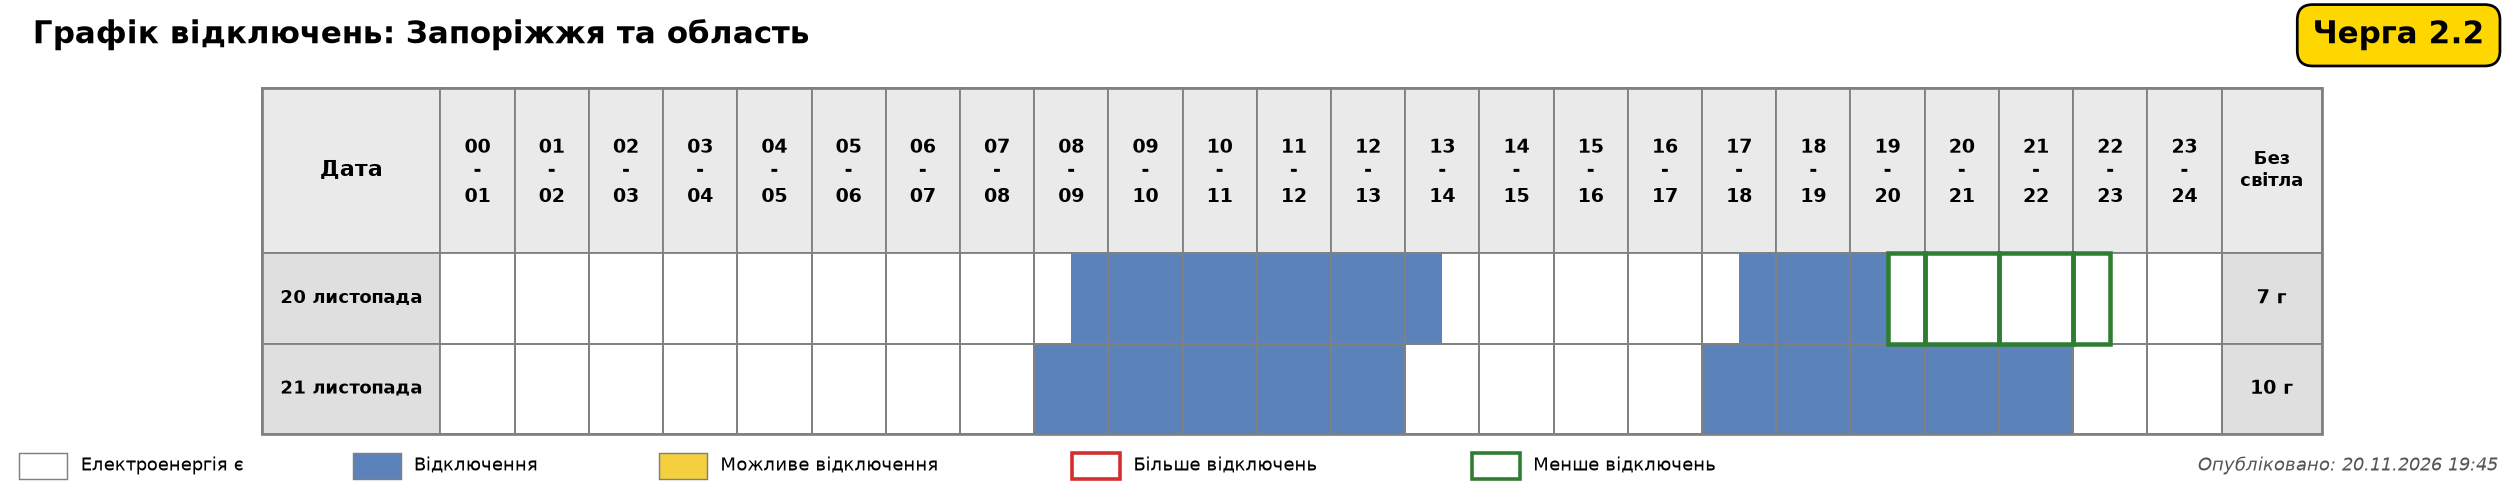 Графік відключень: Запоріжжя та область
Черга 2.2
Дата
00 - 01
01 - 02
02 - 03
03 - 04
04 - 05
05 - 06
06 - 07
07 - 08
08 - 09
09 - 10
10 - 11
11 - 12
12 - 13
13 - 14
14 - 15
15 - 16
16 - 17
17 - 18
18 - 19
19 - 20
20 - 21
21 - 22
22 - 23
23 - 24
Без
світла
20 листопада
7 г
21 листопада
10 г
Електроенергія є
Відключення
Можливе відключення
Більше відключень
Менше відключень
Опубліковано: 20.11.2026 19:45